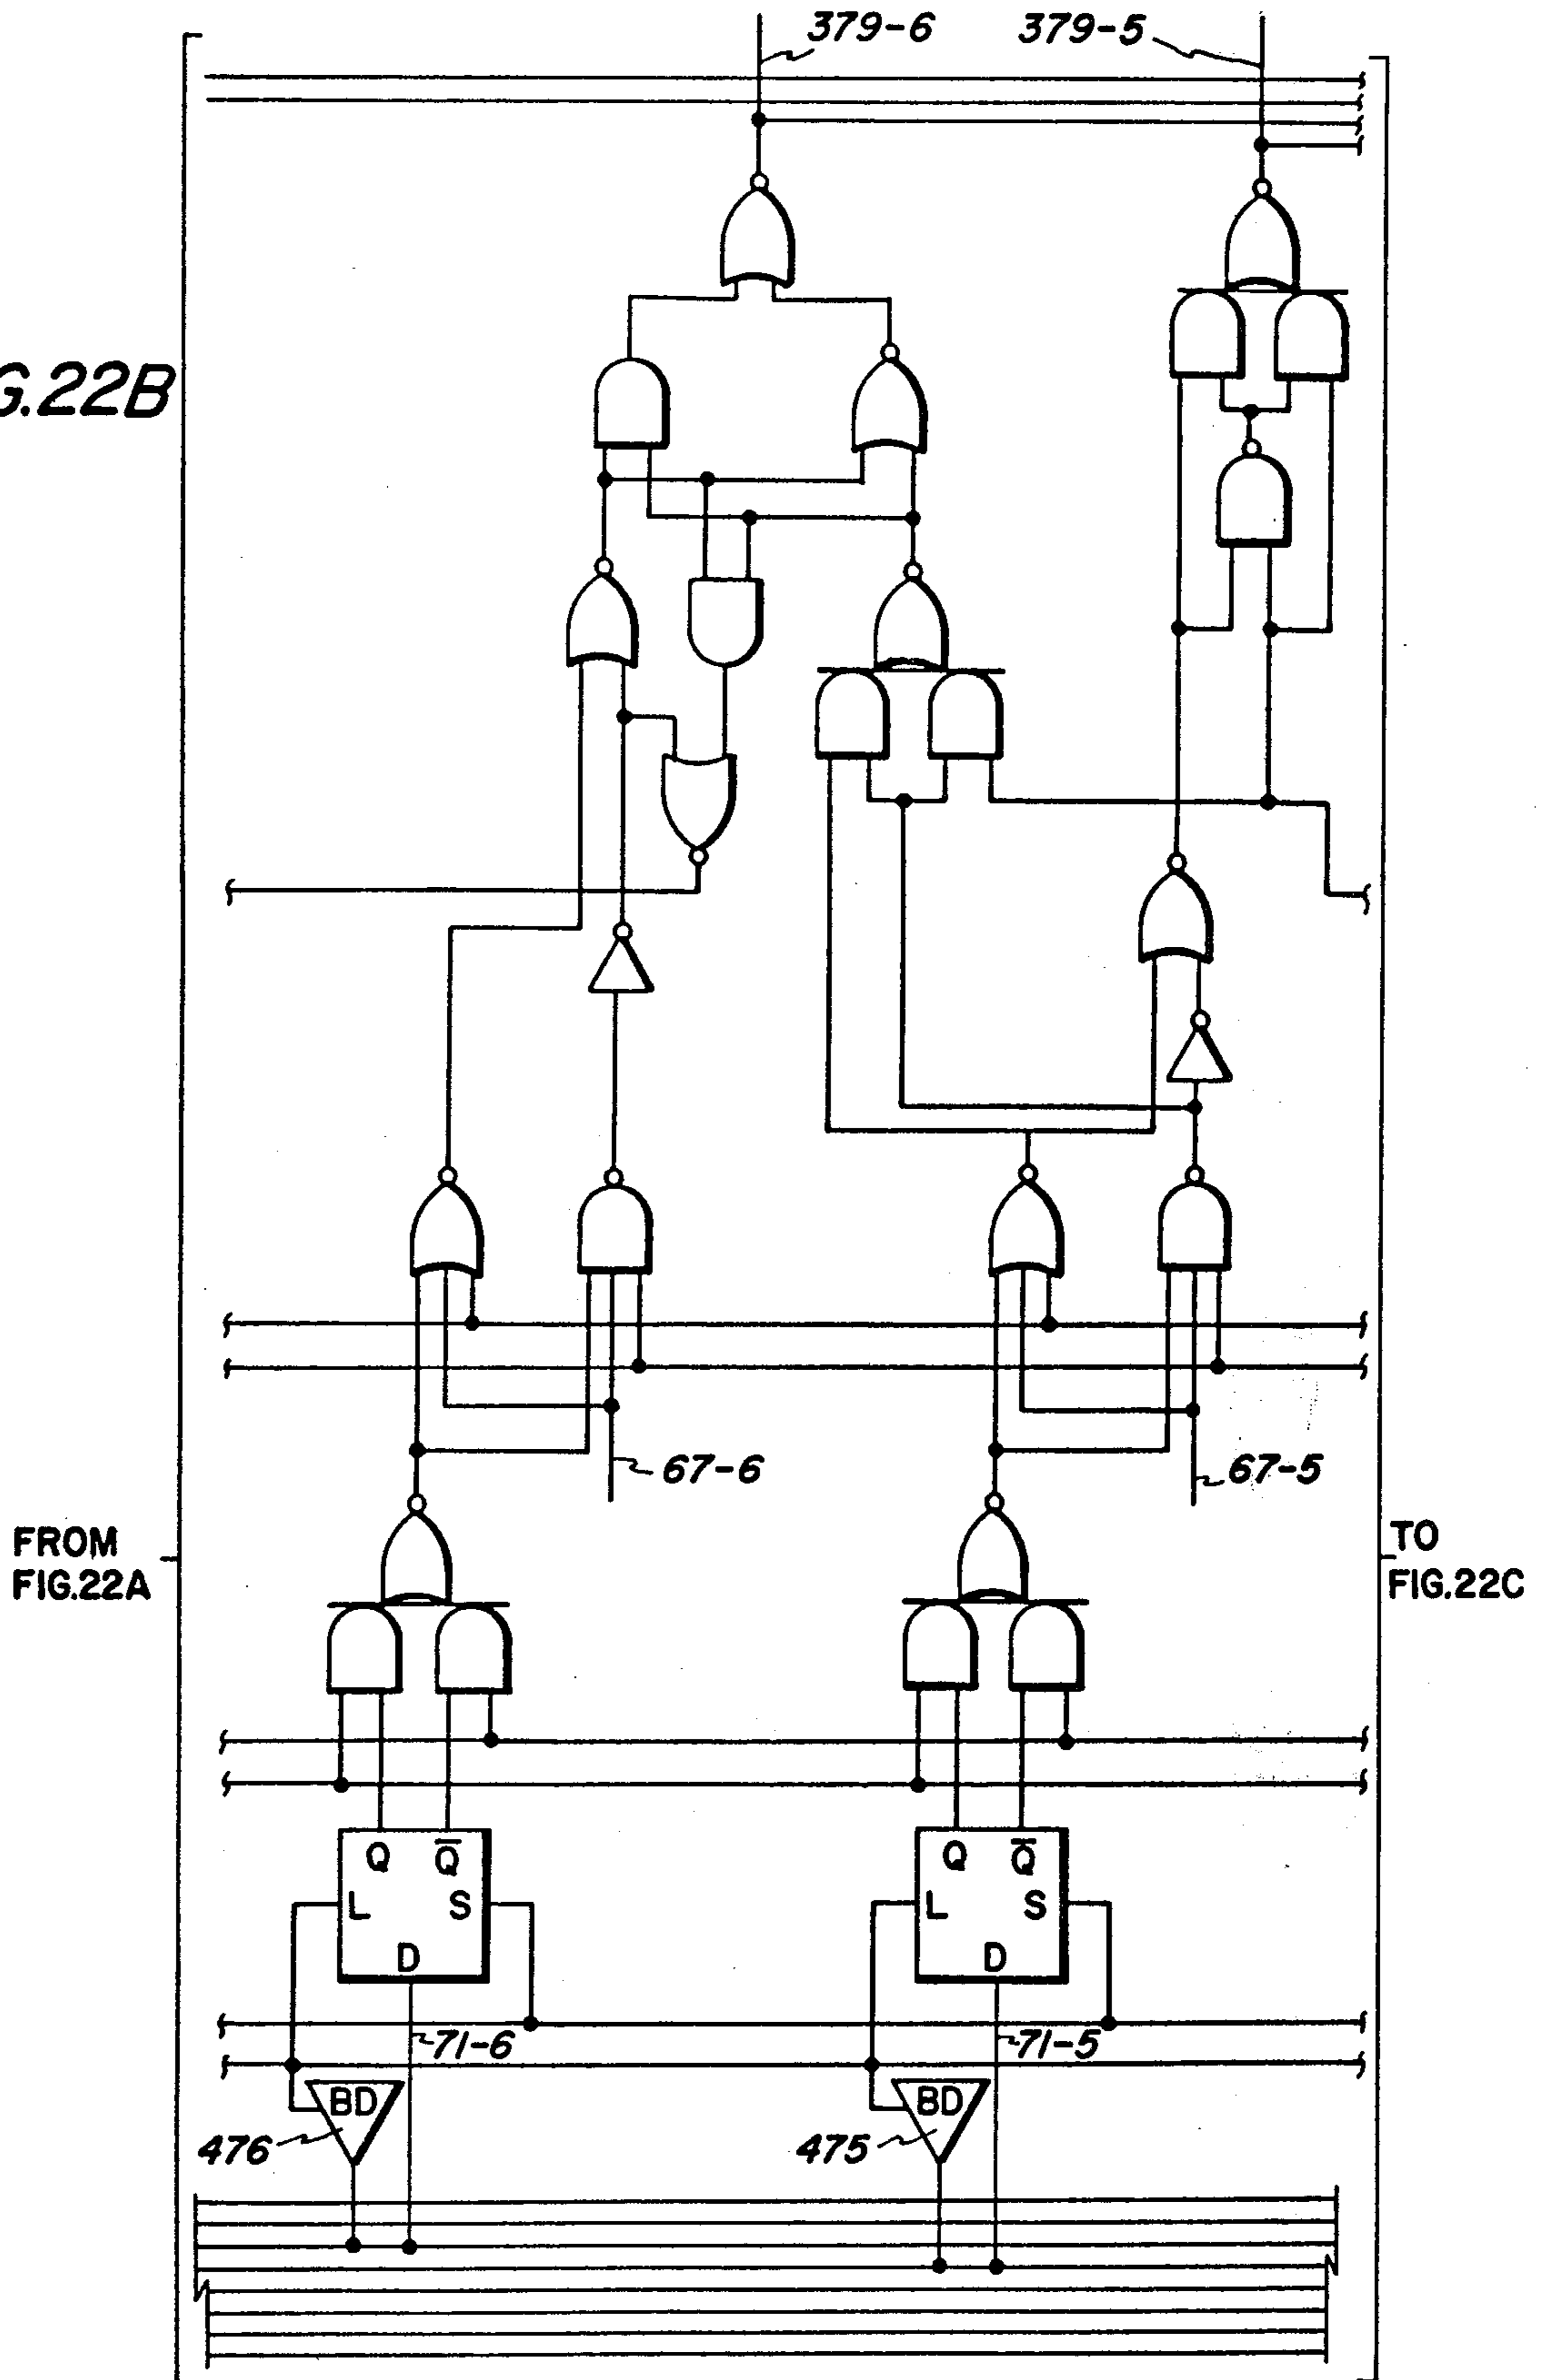 379-6 379-5
G.22B
67-6 67-5
FROM
FIG.22A
TO
FIG.22C
Q Q̅ Q Q̅
L S L S
D D
71-6 71-5
BD BD
476 475